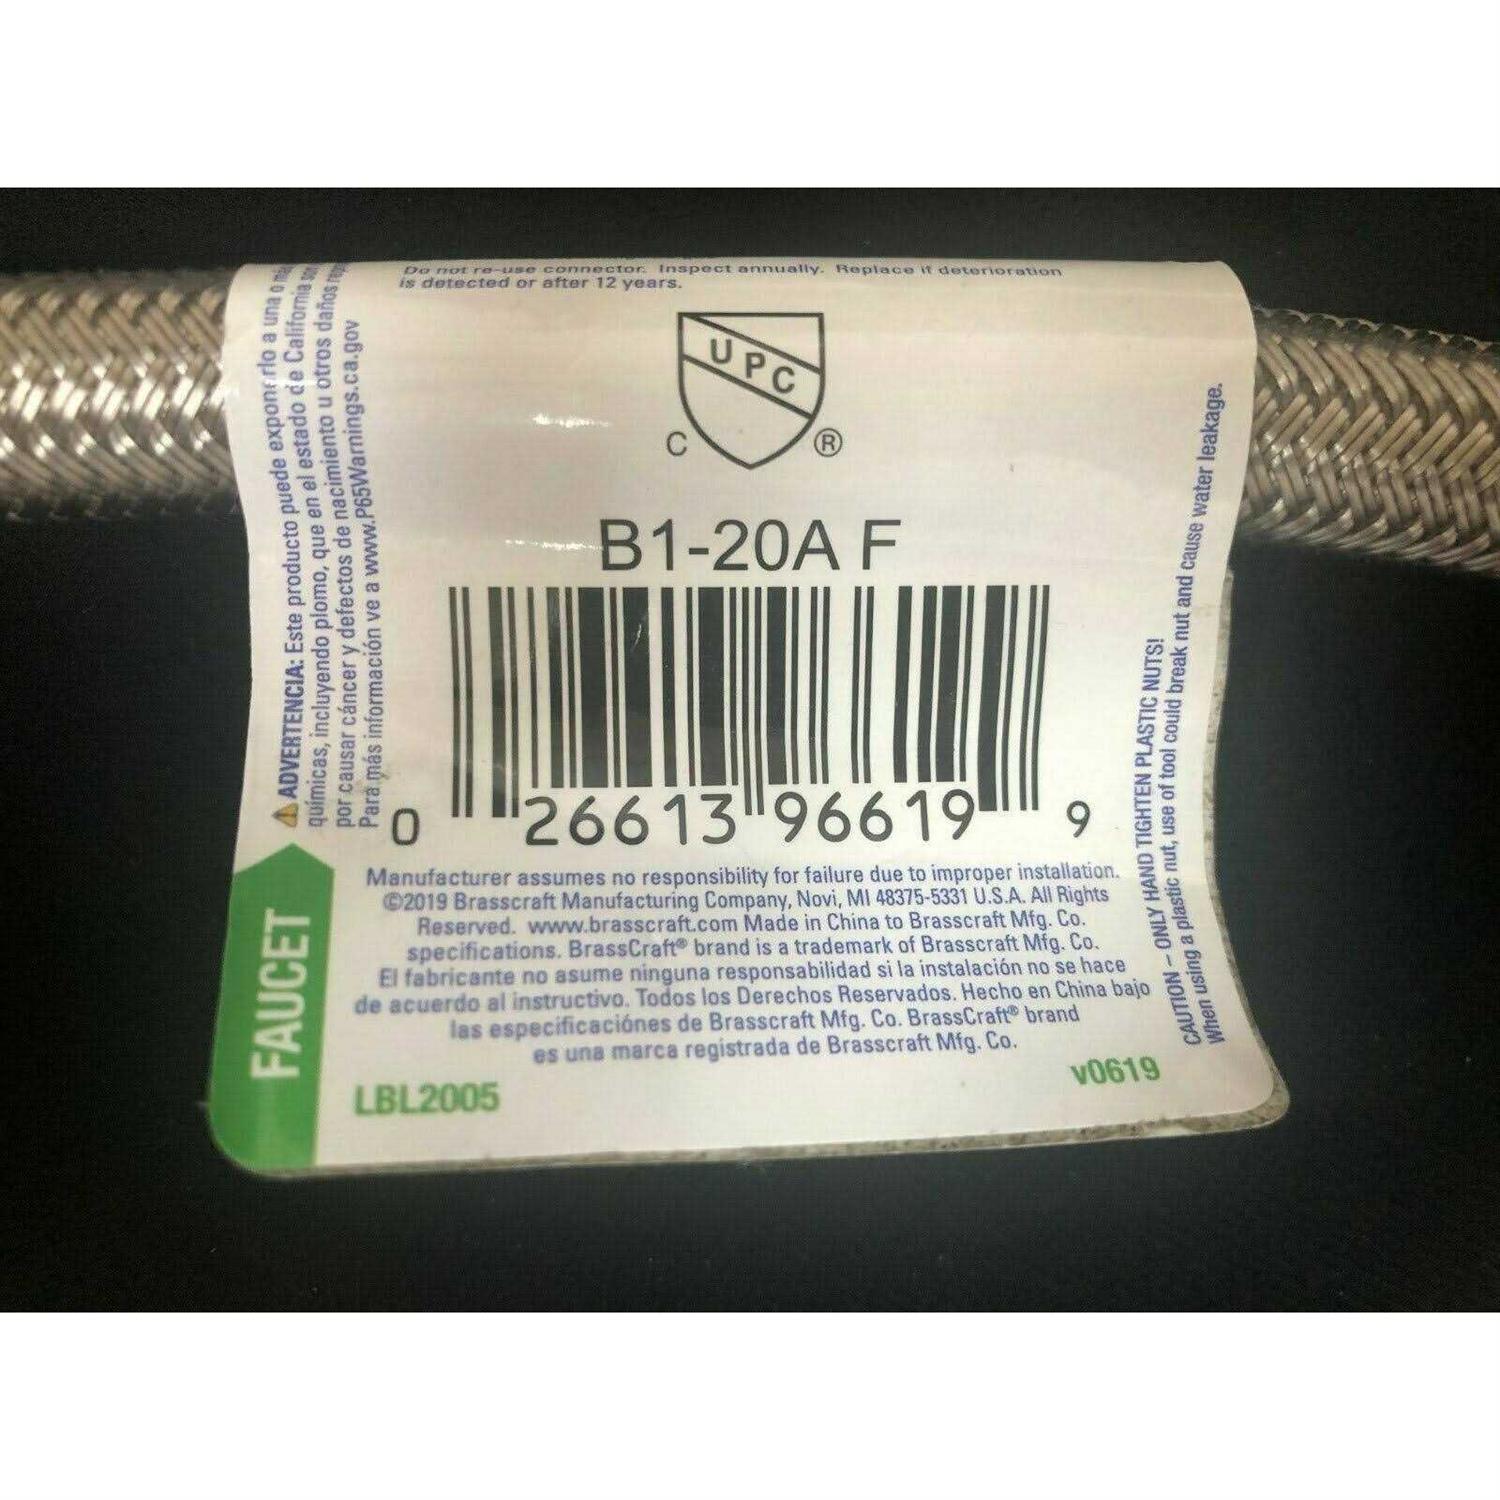 Do not re-use connector. Inspect annually. Replace if deterioration
is detected or after 12 years.
UPC
C ®
B1-20A F
0 26613 96619 9
Manufacturer assumes no responsibility for failure due to improper installation.
©2019 Brasscraft Manufacturing Company, Novi, MI 48375-5331 U.S.A. All Rights
Reserved. www.brasscraft.com Made in China to Brasscraft Mfg. Co.
specifications. BrassCraft® brand is a trademark of Brasscraft Mfg. Co.
El fabricante no asume ninguna responsabilidad si la instalación no se hace
de acuerdo al instructivo. Todos los Derechos Reservados. Hecho en China bajo
las especificaciónes de Brasscraft Mfg. Co. BrassCraft® brand
es una marca registrada de Brasscraft Mfg. Co.
LBL2005
v0619
FAUCET
⚠ ADVERTENCIA: Este producto puede exponerlo a una o
químicas, incluyendo plomo, que en el estado de California
por causar cáncer y defectos de nacimiento u otros daños
Para más información ve a www.P65Warnings.ca.gov
CAUTION – ONLY HAND TIGHTEN PLASTIC NUTS!
When using a plastic nut, use of tool could break nut and cause water leakage.